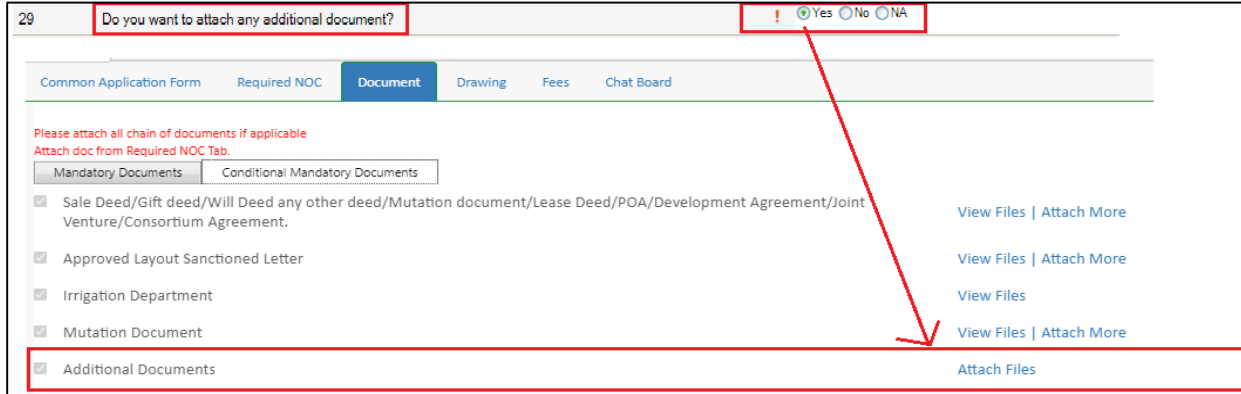 29 Do you want to attach any additional document? ! Yes No NA
Common Application Form Required NOC Document Drawing Fees Chat Board
Please attach all chain of documents if applicable
Attach doc from Required NOC Tab.
Mandatory Documents Conditional Mandatory Documents
Sale Deed/Gift deed/Will Deed any other deed/Mutation document/Lease Deed/POA/Development Agreement/Joint
Venture/Consortium Agreement.
View Files | Attach More
Approved Layout Sanctioned Letter View Files | Attach More
Irrigation Department View Files
Mutation Document View Files | Attach More
Additional Documents Attach Files